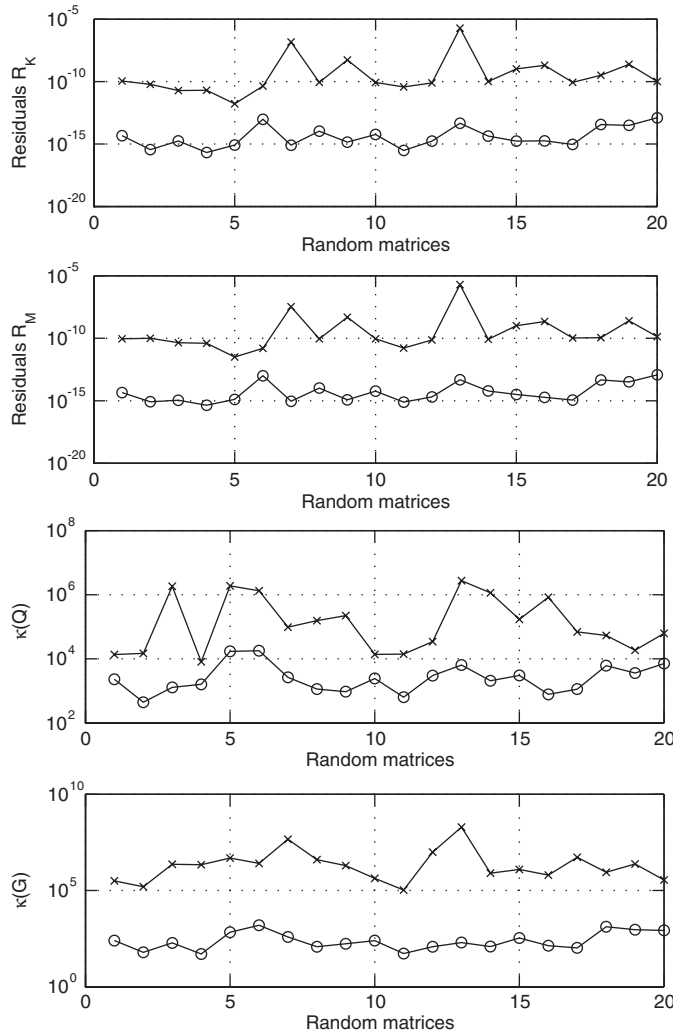 10^-5
10^-10
10^-15
10^-20
Residuals R_K
0 5 10 15 20
Random matrices
10^-5
10^-10
10^-15
10^-20
Residuals R_M
0 5 10 15 20
Random matrices
10^8
10^6
10^4
10^2
κ(Q)
0 5 10 15 20
Random matrices
10^10
10^5
10^0
κ(G)
0 5 10 15 20
Random matrices